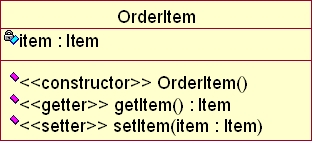 OrderItem
item : Item
<<constructor>> OrderItem()
<<getter>> getItem() : Item
<<setter>> setItem(item : Item)